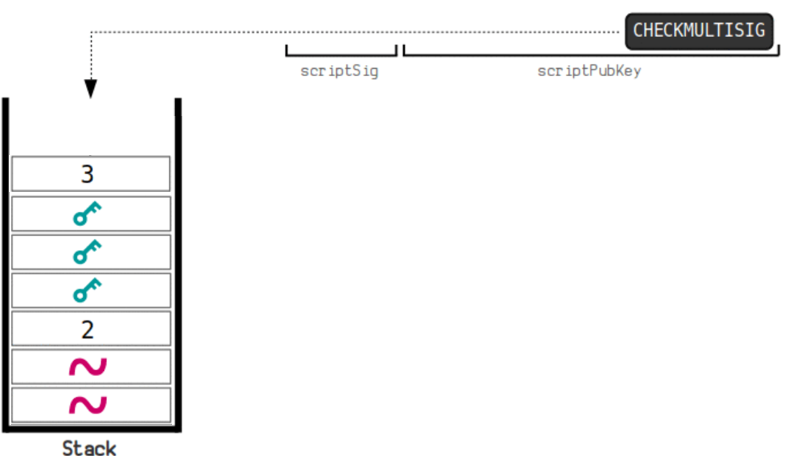 CHECKMULTISIG
scriptSig
scriptPubKey
3
2
Stack